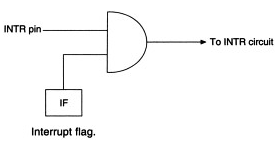 INTR pin
To INTR circuit
IF
Interrupt flag.